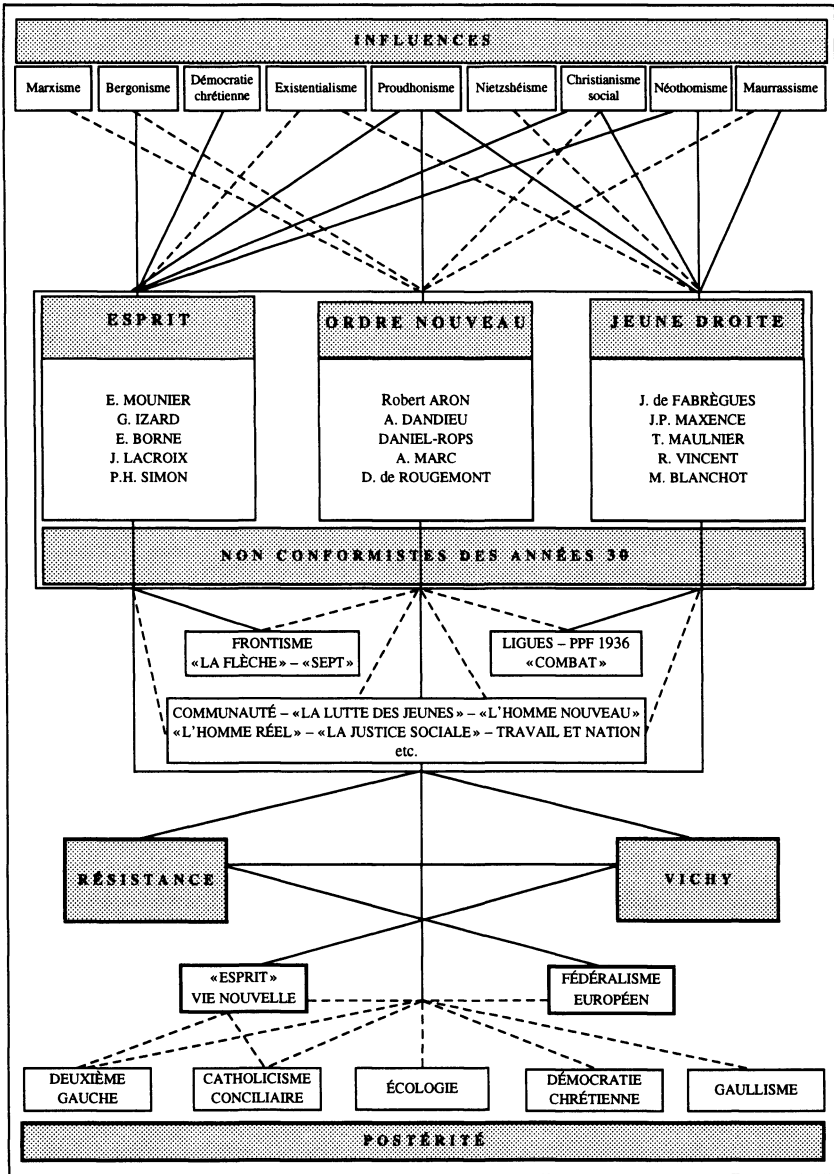 INFLUENCES
Marxisme
Bergonisme
Démocratie
chrétienne
Existentialisme
Proudhonisme
Nietzshéisme
Christianisme
social
Néothomisme
Maurrassisme
ESPRIT
E. MOUNIER
G. IZARD
E. BORNE
J. LACROIX
P.H. SIMON
ORDRE NOUVEAU
Robert ARON
A. DANDIEU
DANIEL-ROPS
A. MARC
D. de ROUGEMONT
JEUNE DROITE
J. de FABRÈGUES
J.P. MAXENCE
T. MAULNIER
R. VINCENT
M. BLANCHOT
NON CONFORMISTES DES ANNÉES 30
FRONTISME
«LA FLÈCHE» – «SEPT»
LIGUES – PPF 1936
«COMBAT»
COMMUNAUTÉ – «LA LUTTE DES JEUNES» – «L'HOMME NOUVEAU»
«L'HOMME RÉEL» – «LA JUSTICE SOCIALE» – TRAVAIL ET NATION
etc.
RÉSISTANCE
VICHY
«ESPRIT»
VIE NOUVELLE
FÉDÉRALISME
EUROPÉEN
DEUXIÈME
GAUCHE
CATHOLICISME
CONCILIAIRE
ÉCOLOGIE
DÉMOCRATIE
CHRÉTIENNE
GAULLISME
POSTÉRITÉ